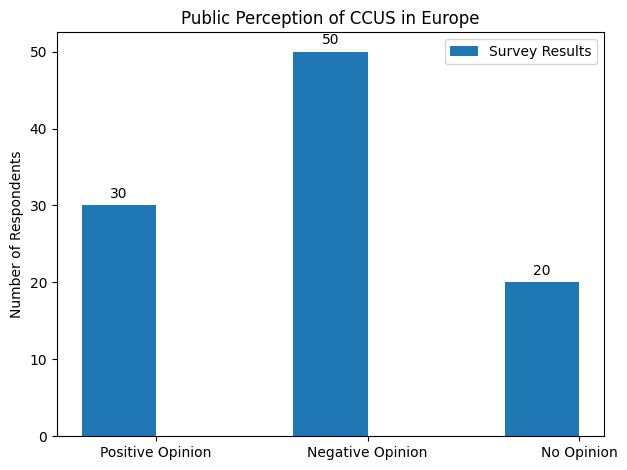 Public Perception of CCUS in Europe
Survey Results
Number of Respondents
50
40
30
20
10
0
30
50
20
Positive Opinion
Negative Opinion
No Opinion